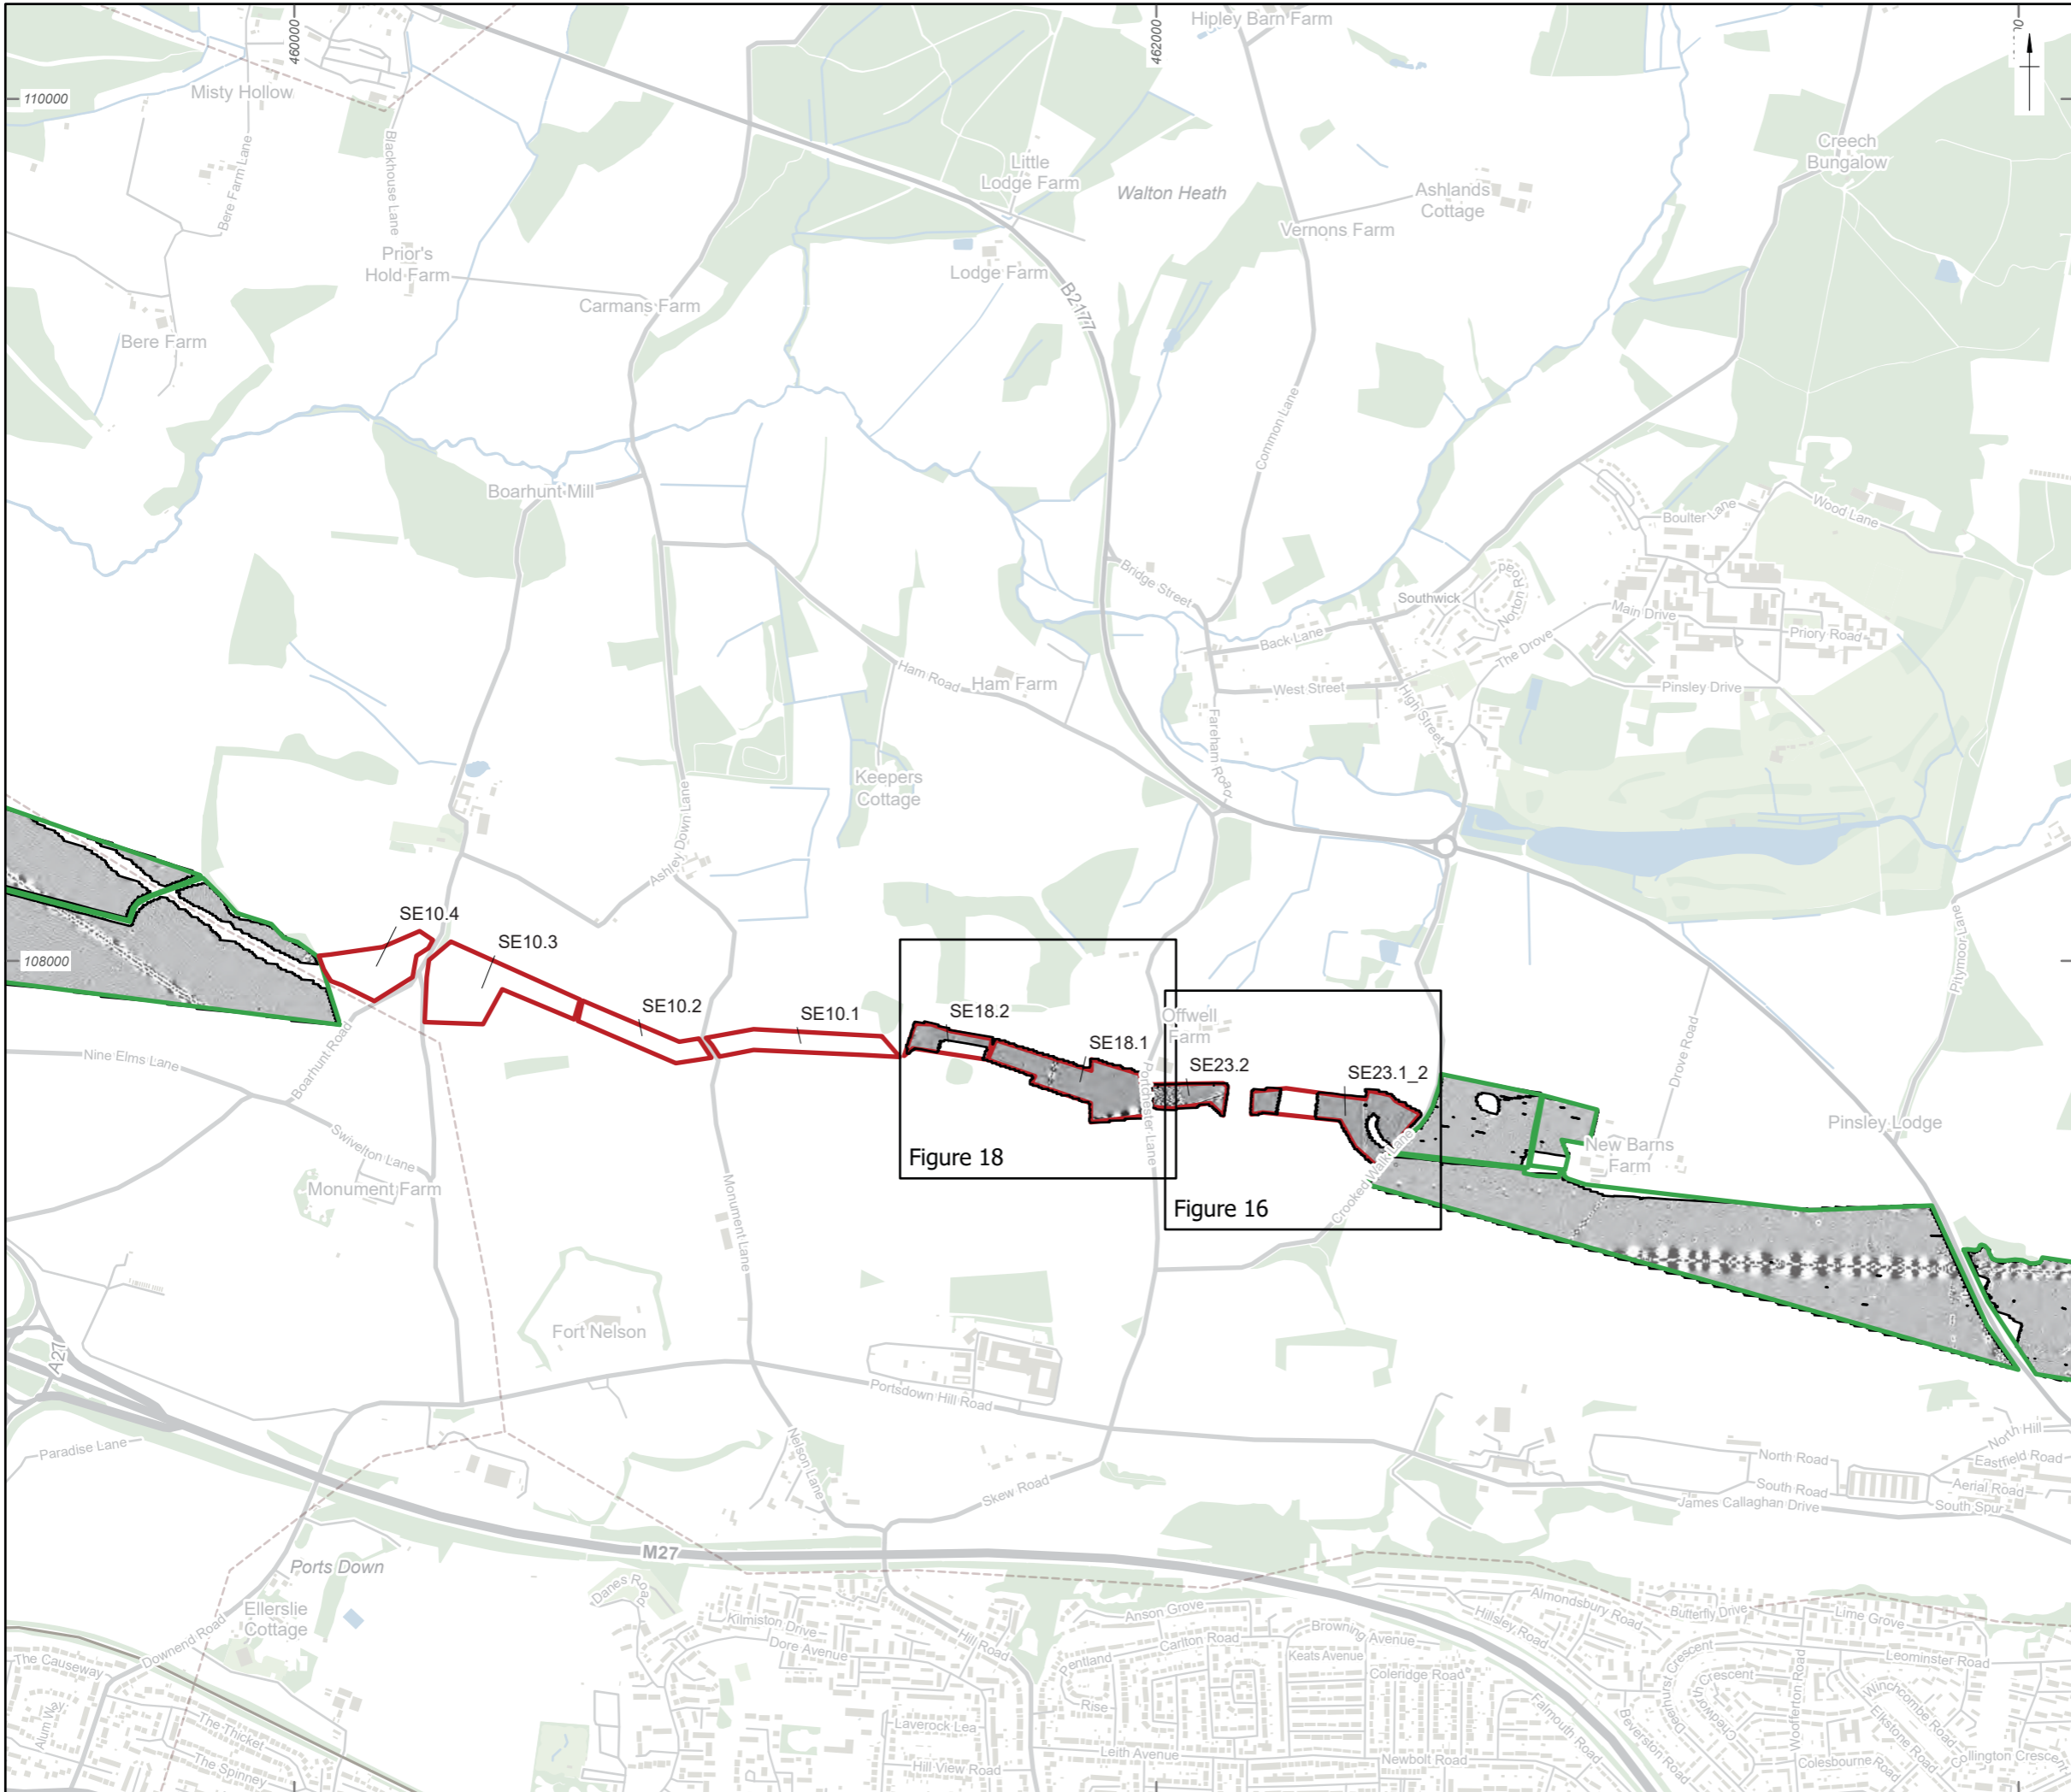 Hipley Barn Farm
460000
462000
Misty Hollow
110000
Creech
Bungalow
Bere Farm Lane
Blackhouse Lane
Little
Lodge Farm
Walton Heath
Ashlands
Cottage
Vernons Farm
Prior's
Hold Farm
Lodge Farm
Carmans Farm
B2177
Bere Farm
Common Lane
Boarhunt Mill
Boulter Lane
Wood Lane
Bridge Street
Southwick
Norton Road
Main Drive
Priory Road
Back Lane
The Drove
Ham Road
Ham Farm
West Street
Pinsley Drive
High Street
Fareham Road
Keepers
Cottage
Ashley Down Lane
SE10.4
SE10.3
108000
Pitymoor Lane
SE10.2
SE10.1
SE18.2
SE18.1
Offwell
Farm
SE23.2
SE23.1_2
Nine Elms Lane
Boarhunt Road
Drove Road
Portchester Lane
Pinsley Lodge
New Barns
Farm
Swivelton Lane
Monument Farm
Figure 18
Crooked Walk Lane
Figure 16
Monument Lane
Fort Nelson
A27
Portsdown Hill Road
Paradise Lane
Nelson Lane
North Hill
North Road
Eastfield Road
South Road
Aerial Road
Skew Road
James Callaghan Drive
South Spur
M27
Ports Down
Danes Road
Ellerslie
Cottage
Kilmiston Drive
Anson Grove
Hillsley Road
Almondsbury Road
Butterfly Drive
Lime Grove
Downend Road
Dore Avenue
Hill Road
Carlton Road
Browning Avenue
The Causeway
Pentland
Rise
Keats Avenue
Coleridge Road
Deerhurst Crescent
Chedworth Crescent
Leominster Road
Woofferton Road
Winchcombe Road
Alum Way
The Thicket
Laverock Lea
Falmouth Road
Beverston Road
Elkstone Road
The Spinney
Leith Avenue
Hill View Road
Newbolt Road
Colesbourne Road
Collington Cresce